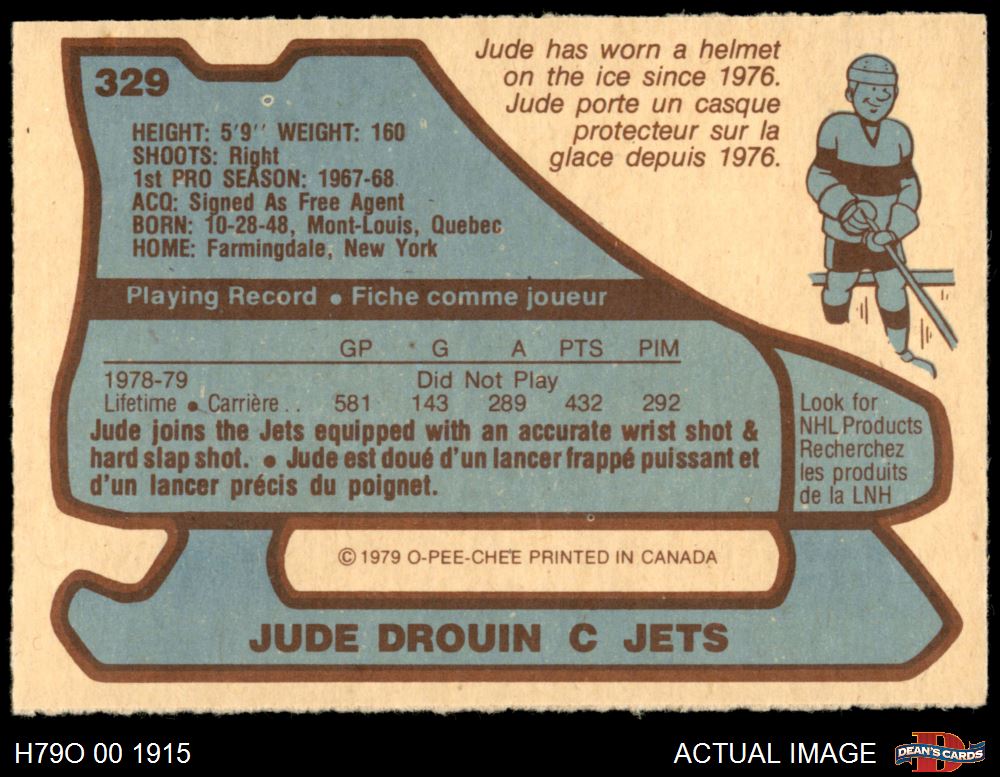 329
Jude has worn a helmet
on the ice since 1976.
Jude porte un casque
protecteur sur la
glace depuis 1976.
HEIGHT: 5'9'' WEIGHT: 160
SHOOTS: Right
1st PRO SEASON: 1967-68
ACQ: Signed As Free Agent
BORN: 10-28-48, Mont-Louis, Quebec
HOME: Farmingdale, New York
Playing Record • Fiche comme joueur
GP G A PTS PIM
1978-79 Did Not Play
Lifetime • Carrière . . 581 143 289 432 292
Jude joins the Jets equipped with an accurate wrist shot &
hard slap shot. • Jude est doué d'un lancer frappé puissant et
d'un lancer précis du poignet.
Look for
NHL Products
Recherchez
les produits
de la LNH
© 1979 O-PEE-CHEE PRINTED IN CANADA
JUDE DROUIN C JETS
H79O 00 1915
ACTUAL IMAGE
D
DEAN'S CARDS